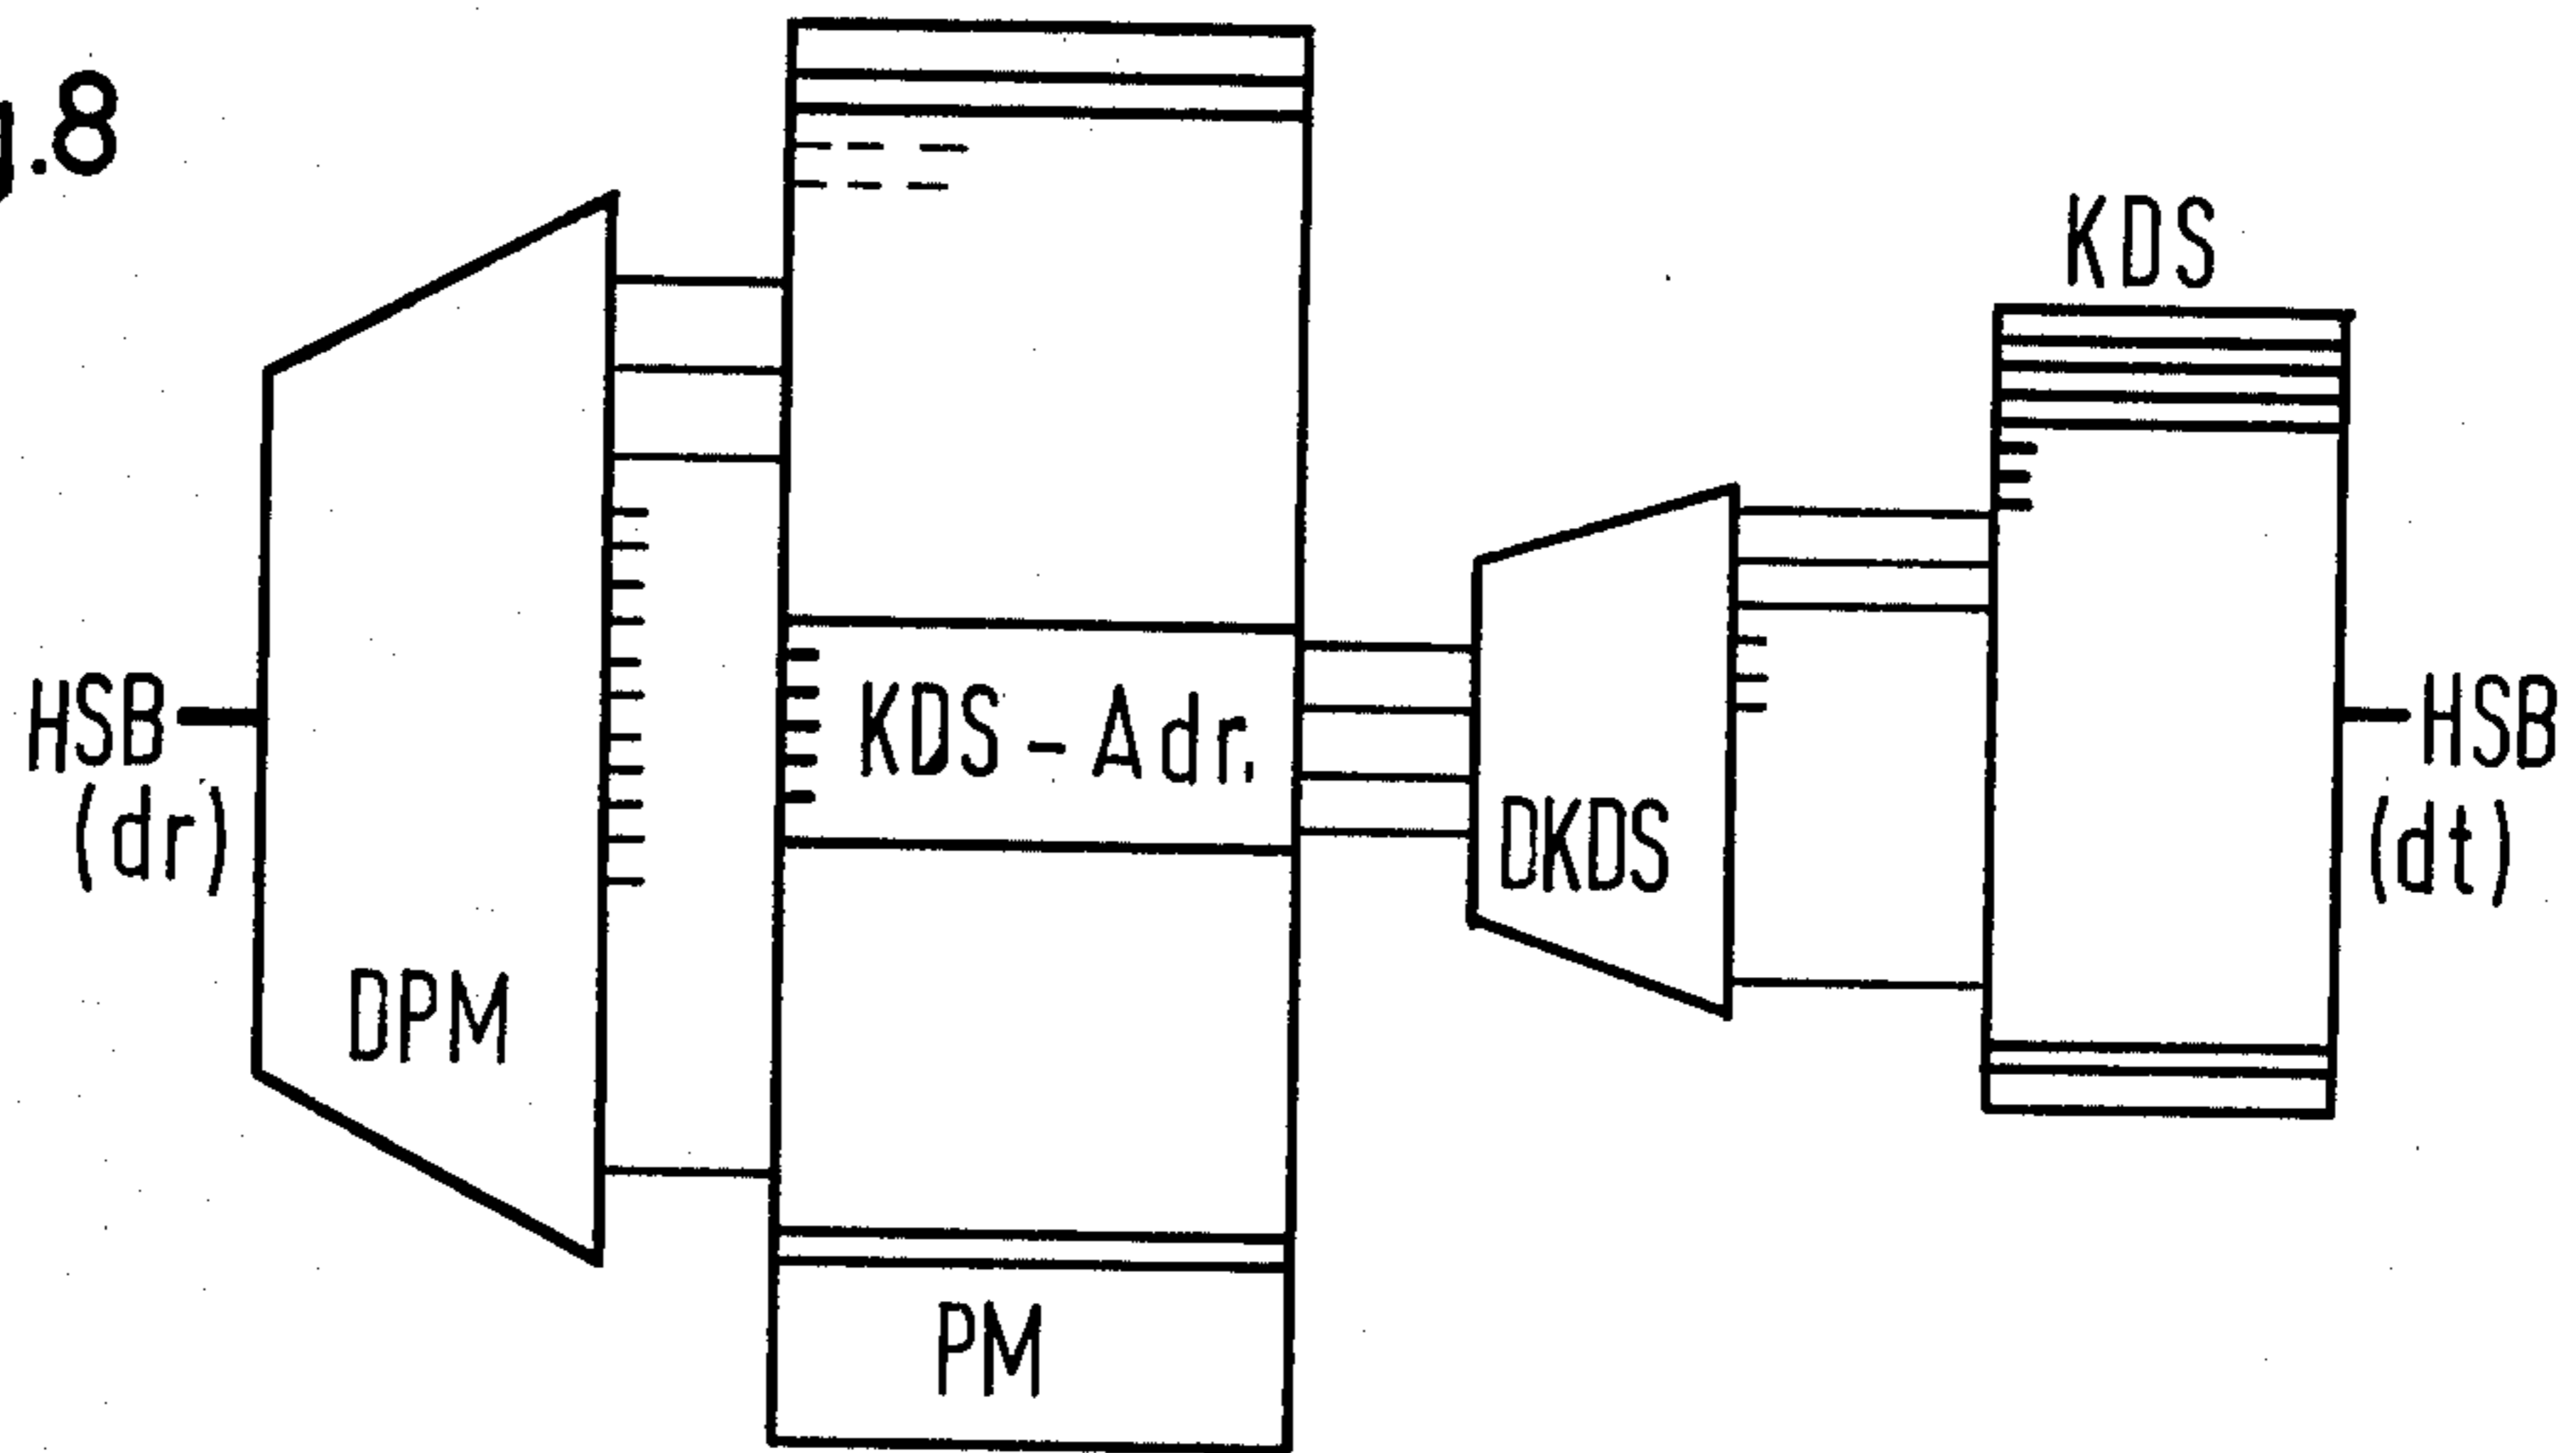 g.8
KDS
HSB
(dr)
DPM
KDS - Adr.
DKDS
HSB
(dt)
PM